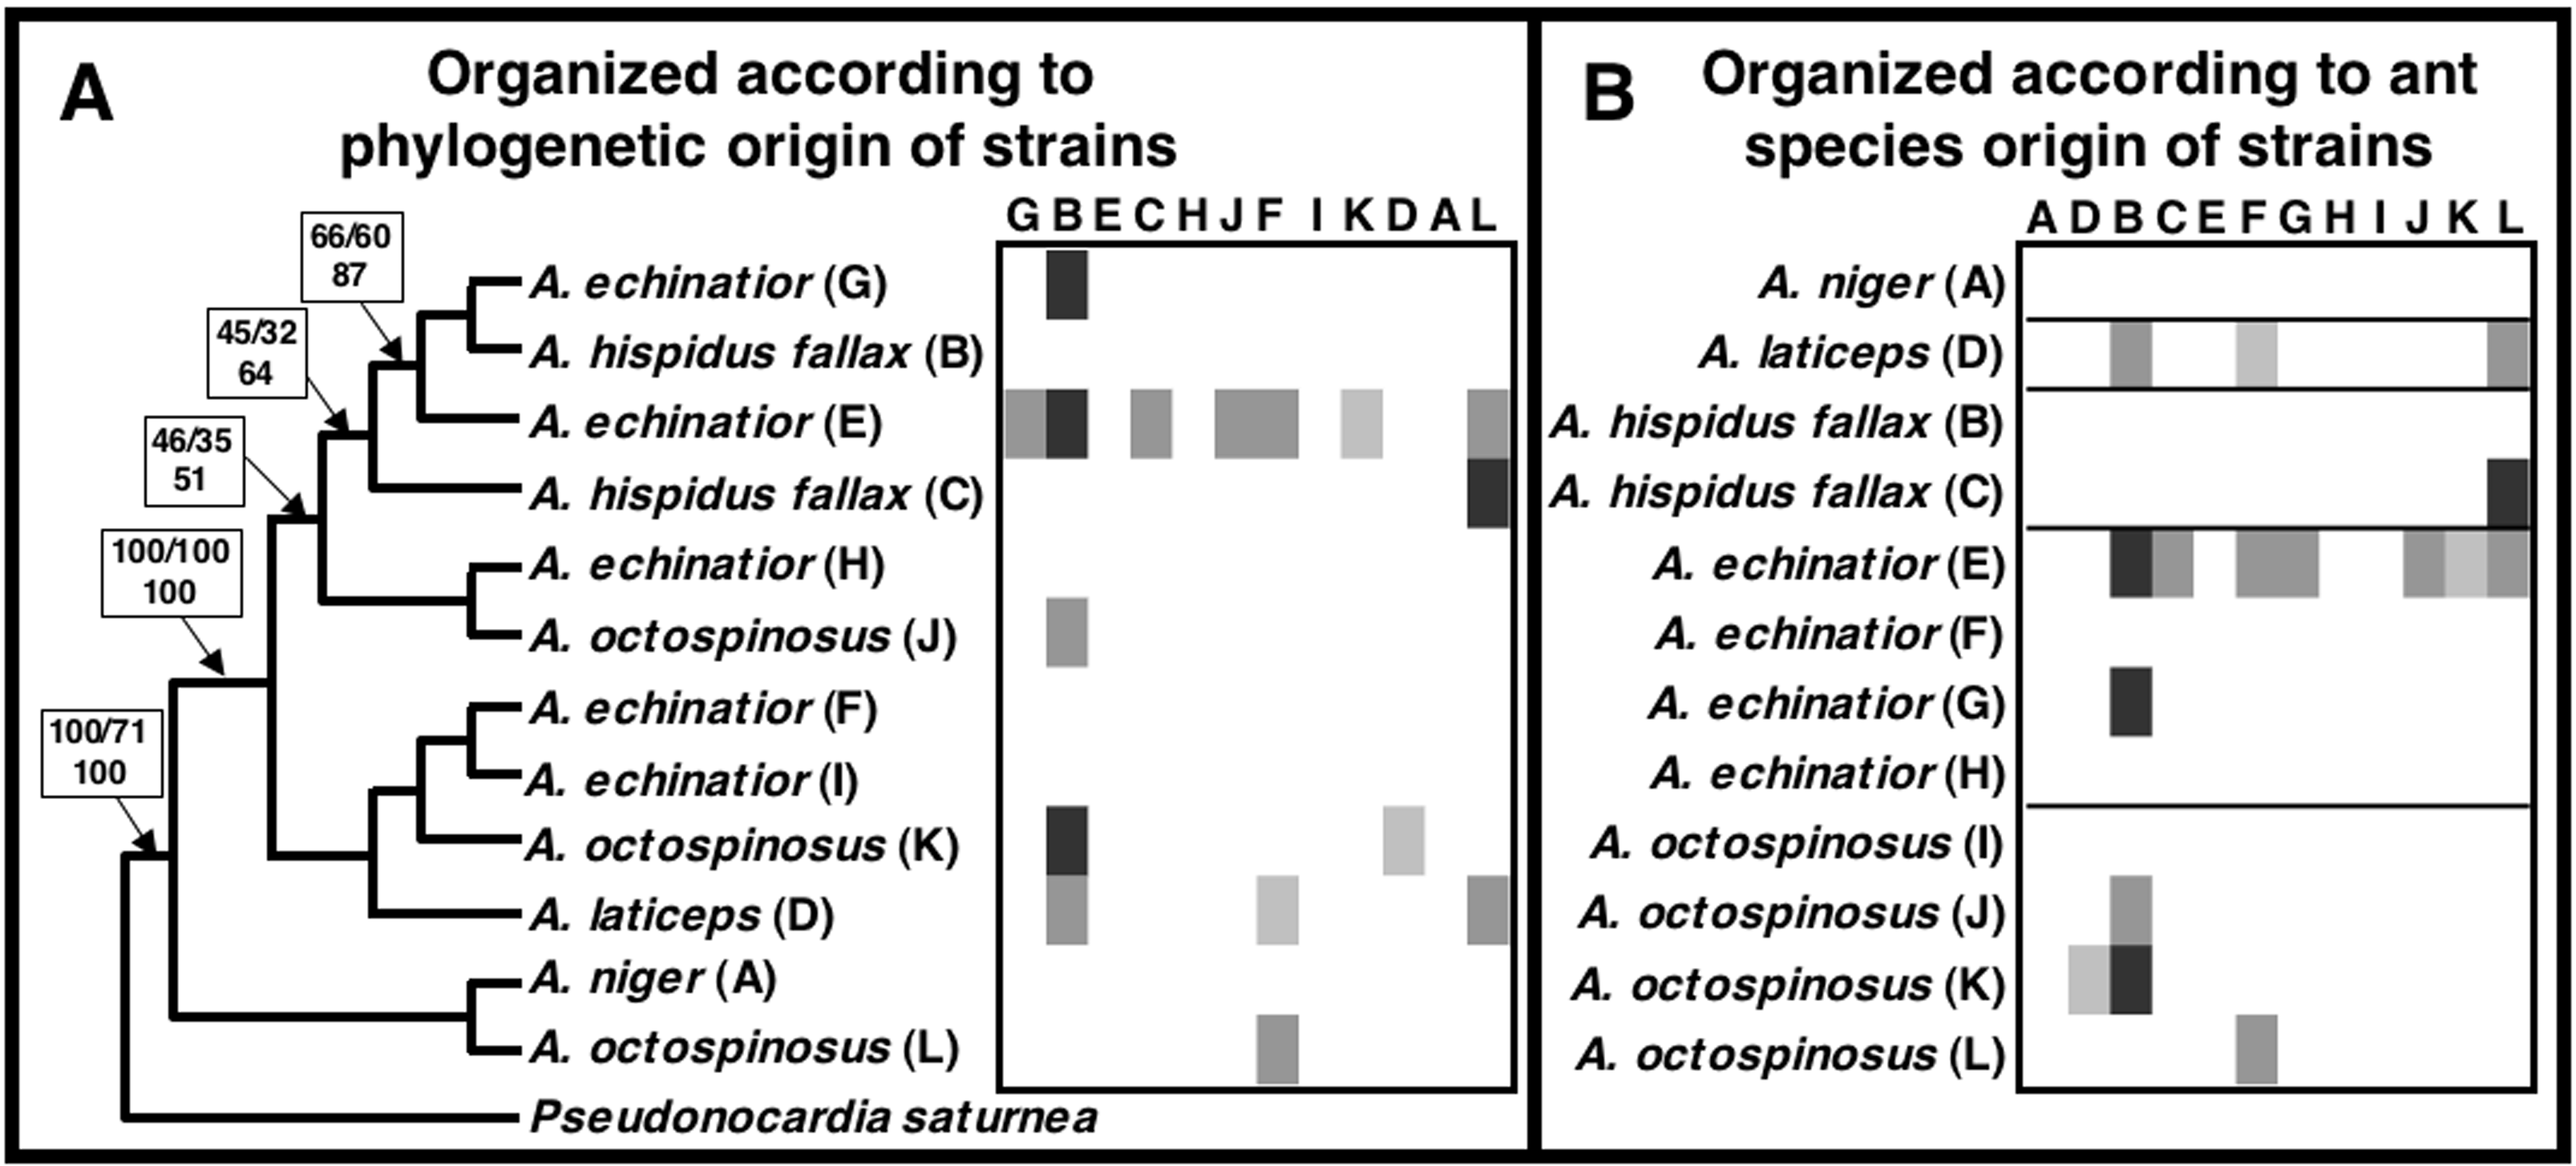 A
Organized according to
phylogenetic origin of strains
G B E C H J F I K D A L
66/60
87
45/32
64
46/35
51
100/100
100
100/71
100
A. echinatior (G)
A. hispidus fallax (B)
A. echinatior (E)
A. hispidus fallax (C)
A. echinatior (H)
A. octospinosus (J)
A. echinatior (F)
A. echinatior (I)
A. octospinosus (K)
A. laticeps (D)
A. niger (A)
A. octospinosus (L)
Pseudonocardia saturnea
B
Organized according to ant
species origin of strains
A D B C E F G H I J K L
A. niger (A)
A. laticeps (D)
A. hispidus fallax (B)
A. hispidus fallax (C)
A. echinatior (E)
A. echinatior (F)
A. echinatior (G)
A. echinatior (H)
A. octospinosus (I)
A. octospinosus (J)
A. octospinosus (K)
A. octospinosus (L)